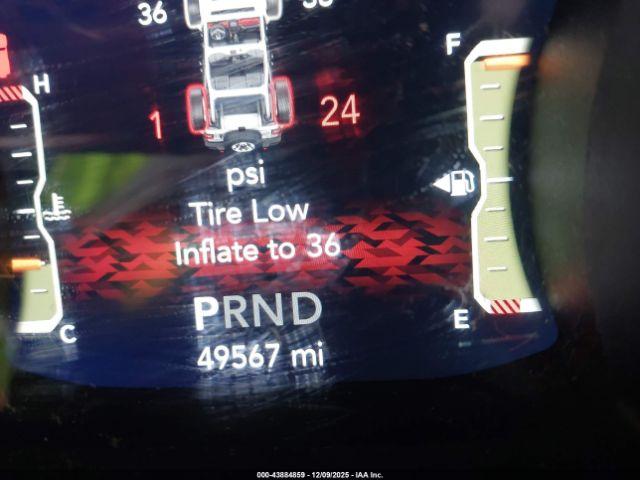 36
F
H
1 24
psi
Tire Low
Inflate to 36
PRND
E
C
49567 mi
000-43884859 - 12/09/2025 - IAA Inc.